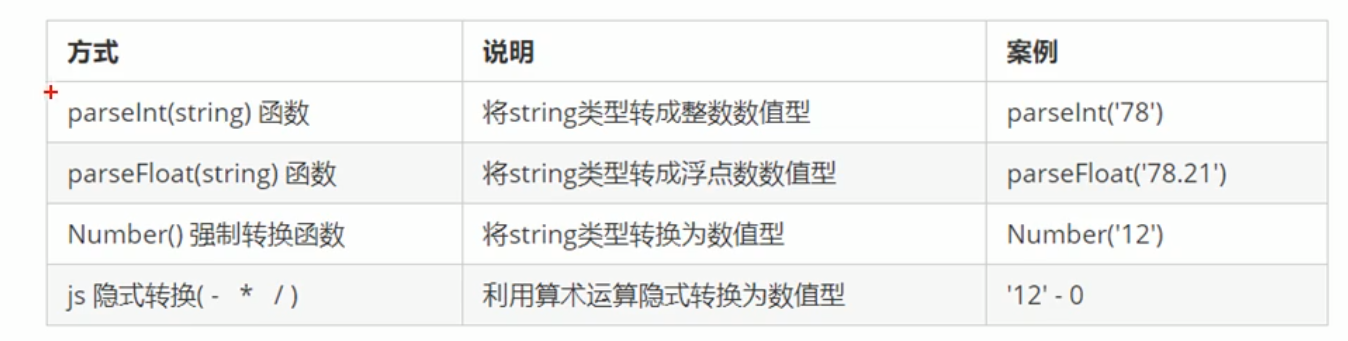 方式 说明 案例
parseInt(string) 函数 将string类型转成整数数值型 parseInt('78')
parseFloat(string) 函数 将string类型转成浮点数数值型 parseFloat('78.21')
Number() 强制转换函数 将string类型转换为数值型 Number('12')
js 隐式转换( - * / ) 利用算术运算隐式转换为数值型 '12' - 0